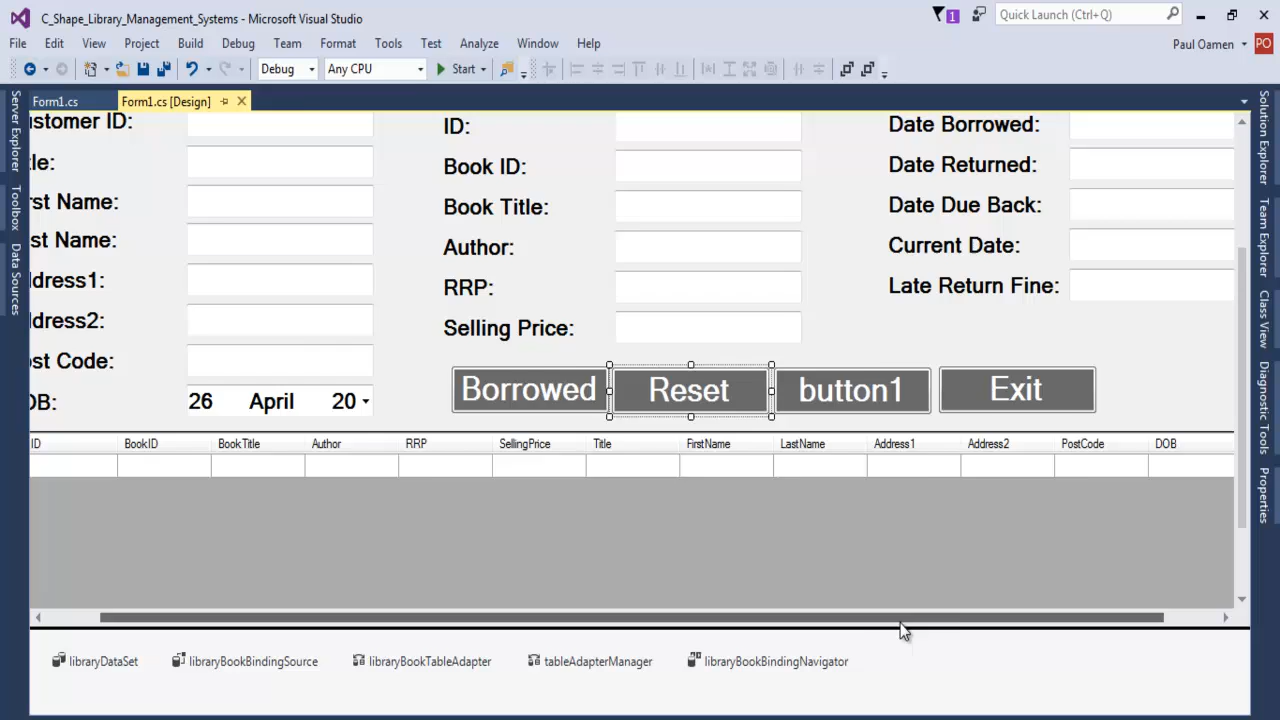 C_Shape_Library_Management_Systems - Microsoft Visual Studio
1
Quick Launch (Ctrl+Q)
File Edit View Project Build Debug Team Format Tools Test Analyze Window Help
Paul Oamen
PO
Debug Any CPU Start
Form1.cs Form1.cs [Design]
Server Explorer
Toolbox
Data Sources
Solution Explorer
Team Explorer
Class View
Diagnostic Tools
Properties
ustomer ID:
tle:
rst Name:
st Name:
ddress1:
ddress2:
st Code:
OB:
26 April 20
ID:
Book ID:
Book Title:
Author:
RRP:
Selling Price:
Date Borrowed:
Date Returned:
Date Due Back:
Current Date:
Late Return Fine:
Borrowed Reset button1 Exit
ID BookID BookTitle Author RRP SellingPrice Title FirstName LastName Address1 Address2 PostCode DOB
libraryDataSet libraryBookBindingSource libraryBookTableAdapter tableAdapterManager libraryBookBindingNavigator